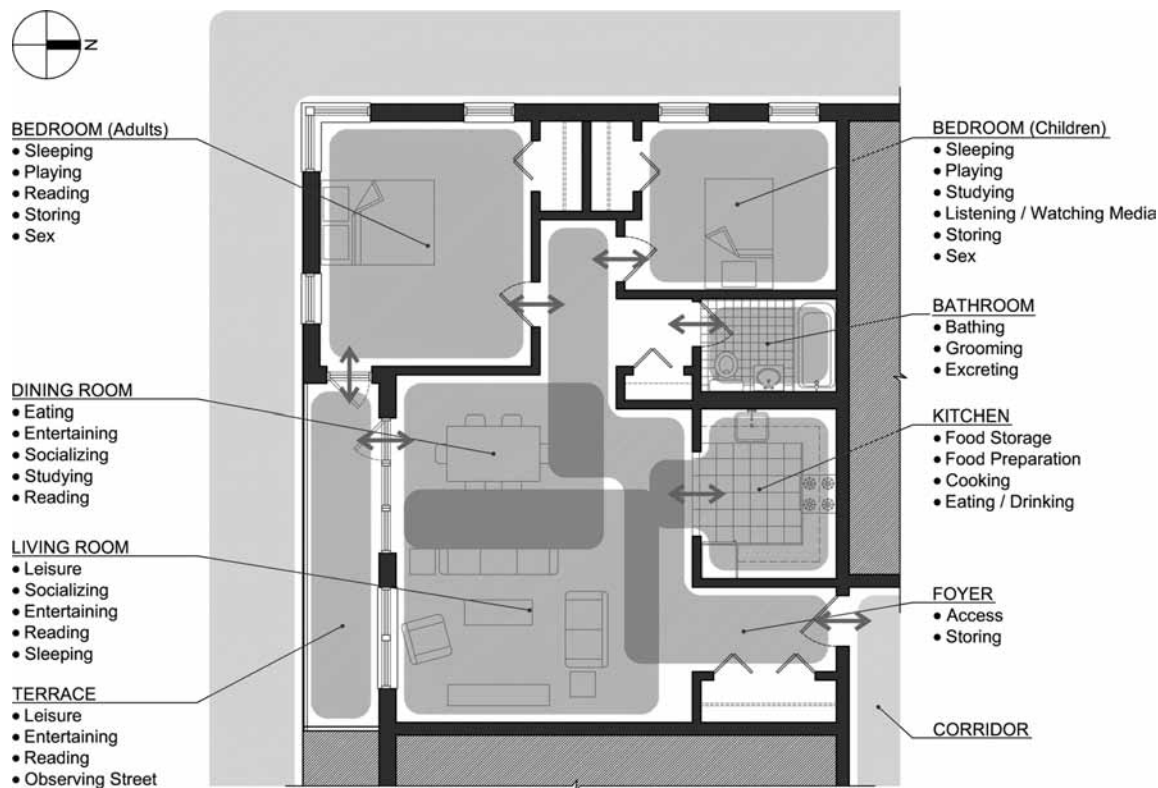 N
BEDROOM (Adults)
• Sleeping
• Playing
• Reading
• Storing
• Sex
DINING ROOM
• Eating
• Entertaining
• Socializing
• Studying
• Reading
LIVING ROOM
• Leisure
• Socializing
• Entertaining
• Reading
• Sleeping
TERRACE
• Leisure
• Entertaining
• Reading
• Observing Street
BEDROOM (Children)
• Sleeping
• Playing
• Studying
• Listening / Watching Media
• Storing
• Sex
BATHROOM
• Bathing
• Grooming
• Excreting
KITCHEN
• Food Storage
• Food Preparation
• Cooking
• Eating / Drinking
FOYER
• Access
• Storing
CORRIDOR